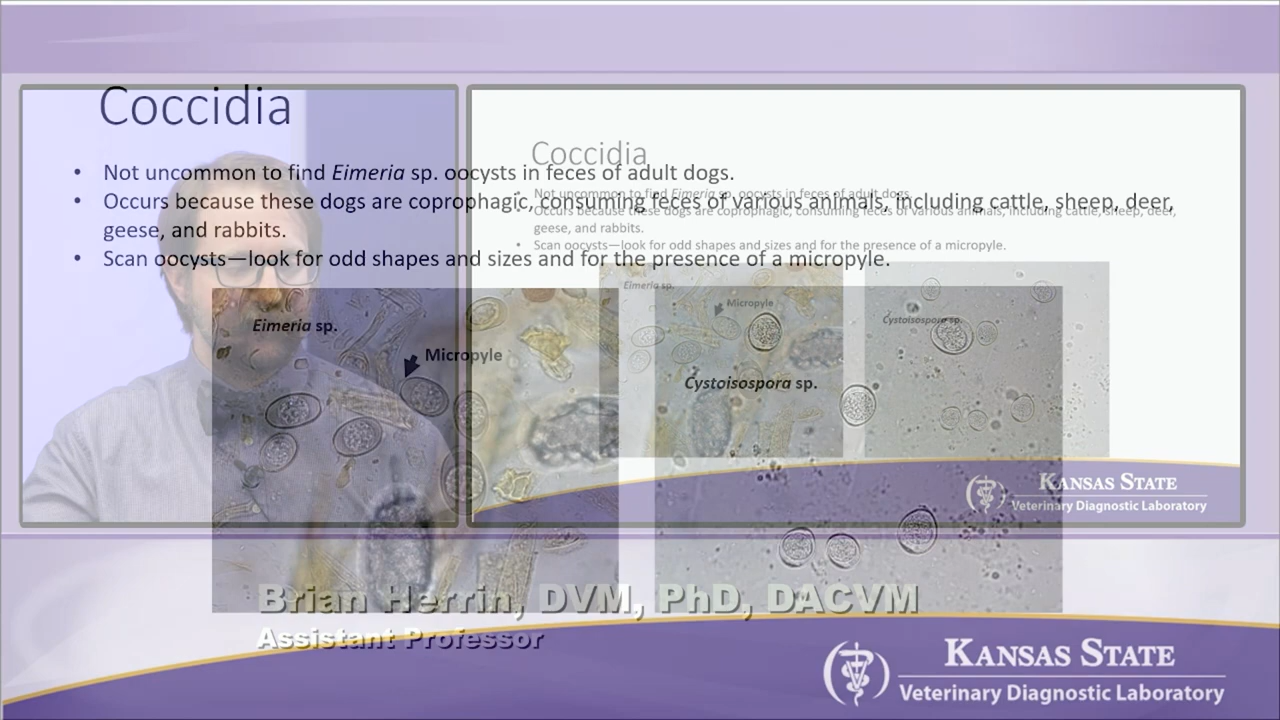 Coccidia
• Not uncommon to find Eimeria sp. oocysts in feces of adult dogs.
• Occurs because these dogs are coprophagic, consuming feces of various animals, including cattle, sheep, deer,
geese, and rabbits.
• Scan oocysts—look for odd shapes and sizes and for the presence of a micropyle.
Eimeria sp.
Micropyle
Cystoisospora sp.
Coccidia
• Not uncommon to find Eimeria sp. oocysts in feces of adult dogs.
Occurs because these dogs are coprophagic, consuming feces of various animals, including cattle, sheep, deer,
geese, and rabbits.
• Scan oocysts—look for odd shapes and sizes and for the presence of a micropyle.
Eimeria sp.
Micropyle
Cystoisospora sp.
KANSAS STATE
Veterinary Diagnostic Laboratory
Brian Herrin, DVM, PhD, DACVM
Assistant Professor
KANSAS STATE
Veterinary Diagnostic Laboratory